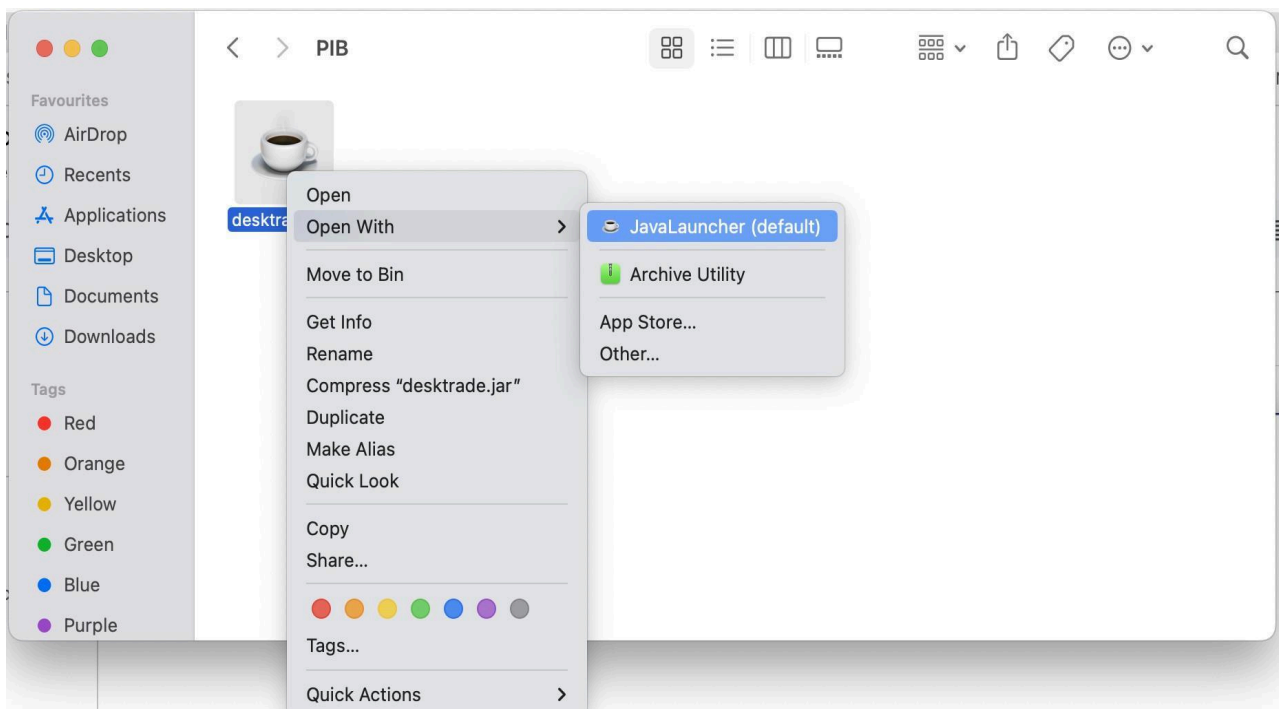 PIB
Favourites
AirDrop
Recents
Applications
Desktop
Documents
Downloads
Tags
Red
Orange
Yellow
Green
Blue
Purple
Open
Open With
Move to Bin
Get Info
Rename
Compress “desktrade.jar”
Duplicate
Make Alias
Quick Look
Copy
Share...
Tags...
Quick Actions
JavaLauncher (default)
Archive Utility
App Store...
Other...